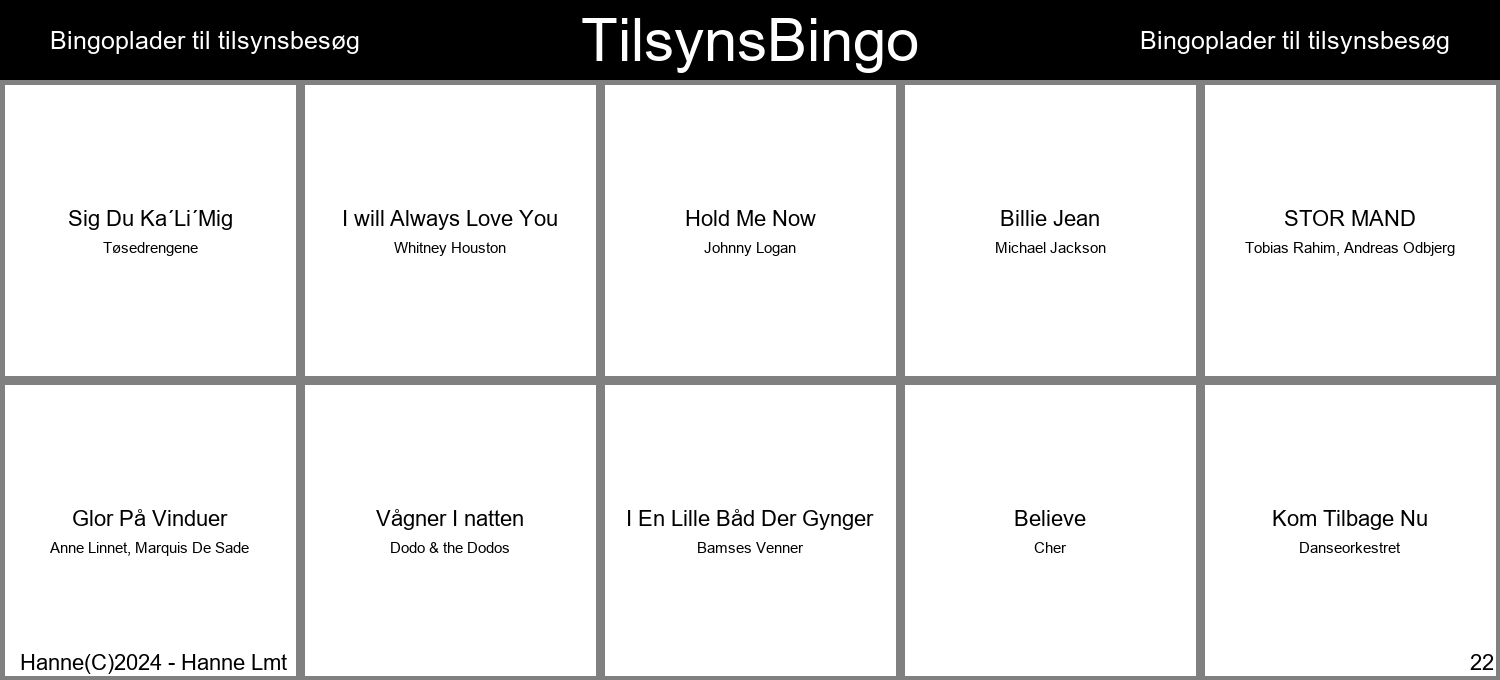 Bingoplader til tilsynsbesøg
TilsynsBingo
Bingoplader til tilsynsbesøg
Sig Du Ka´Li´Mig
Tøsedrengene
I will Always Love You
Whitney Houston
Hold Me Now
Johnny Logan
Billie Jean
Michael Jackson
STOR MAND
Tobias Rahim, Andreas Odbjerg
Glor På Vinduer
Anne Linnet, Marquis De Sade
Vågner I natten
Dodo & the Dodos
I En Lille Båd Der Gynger
Bamses Venner
Believe
Cher
Kom Tilbage Nu
Danseorkestret
Hanne(C)2024 - Hanne Lmt
22